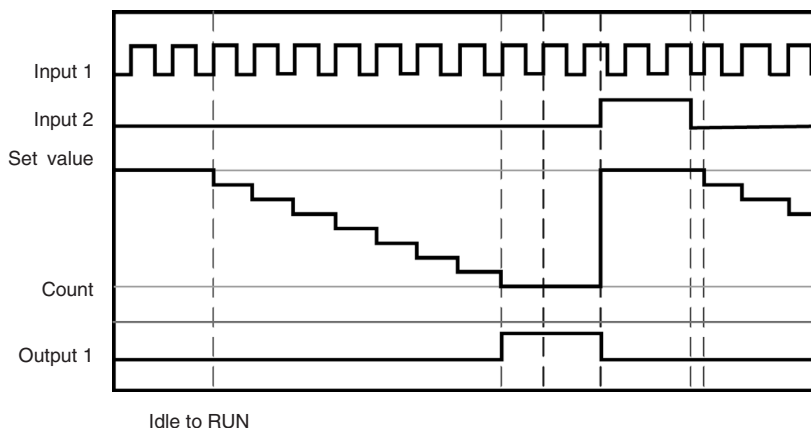 Input 1
Input 2
Set value
Count
Output 1
Idle to RUN